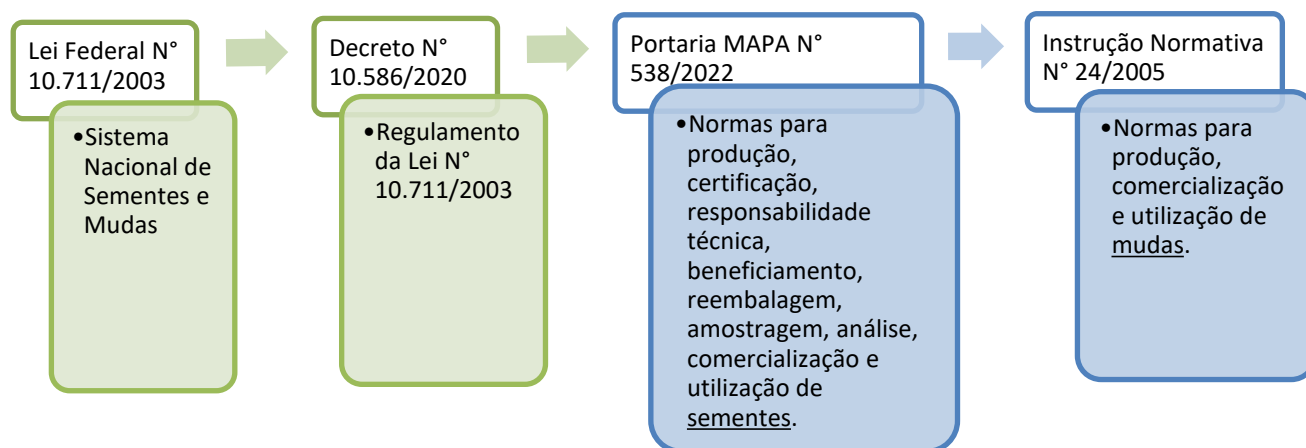 Lei Federal N°
10.711/2003
•Sistema
Nacional de
Sementes e
Mudas
Decreto N°
10.586/2020
•Regulamento
da Lei N°
10.711/2003
Portaria MAPA N°
538/2022
•Normas para
produção,
certificação,
responsabilidade
técnica,
beneficiamento,
reembalagem,
amostragem, análise,
comercialização e
utilização de
sementes.
Instrução Normativa
N° 24/2005
•Normas para
produção,
comercialização
e utilização de
mudas.